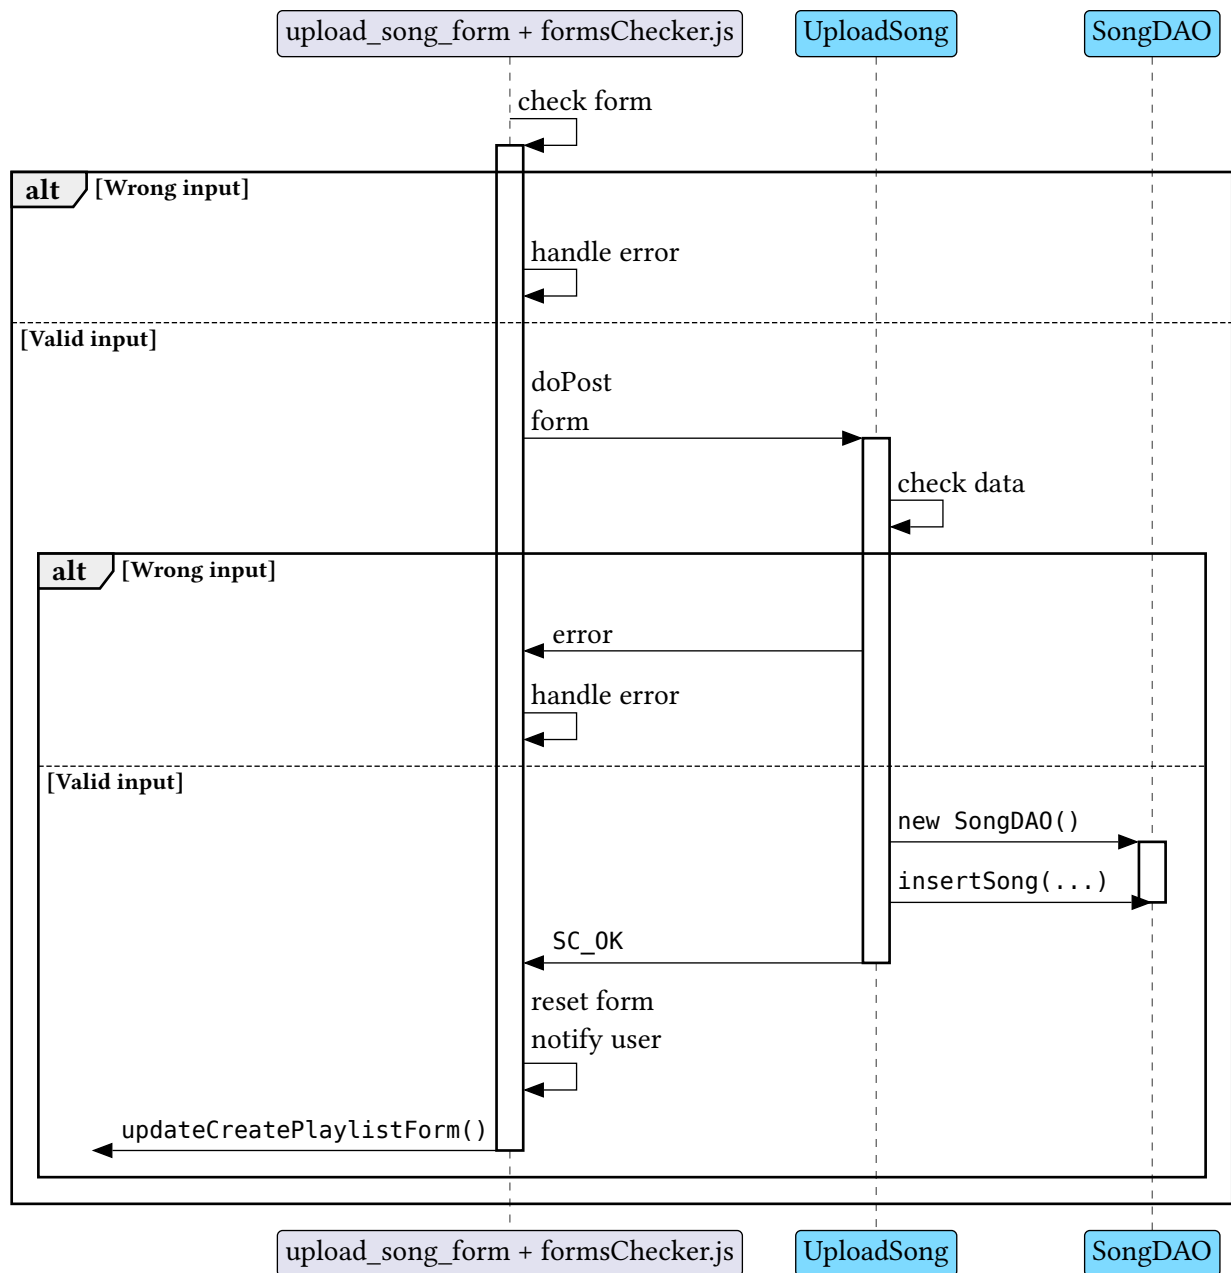 upload_song_form + formsChecker.js
UploadSong
SongDAO
check form
alt
[Wrong input]
handle error
[Valid input]
doPost
form
check data
alt
[Wrong input]
error
handle error
[Valid input]
new SongDAO()
insertSong(...)
SC_OK
reset form
notify user
updateCreatePlaylistForm()
upload_song_form + formsChecker.js
UploadSong
SongDAO